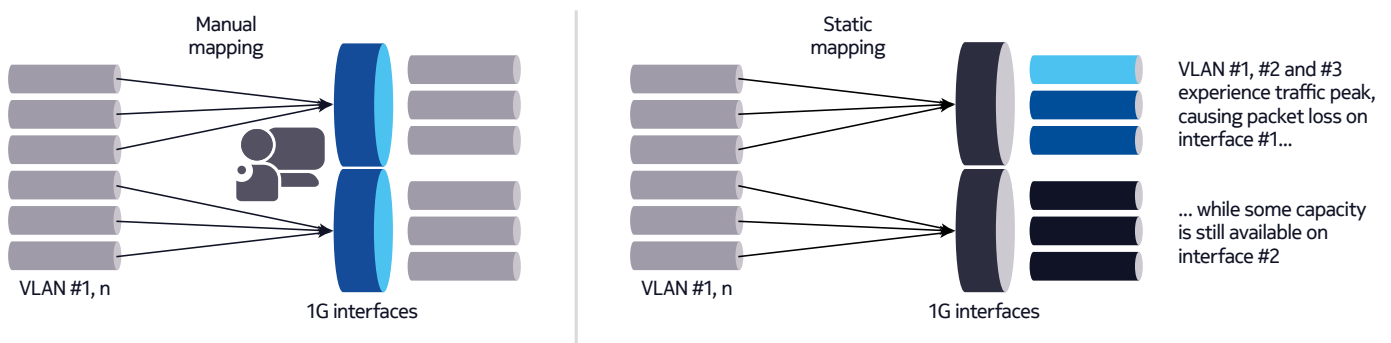 Manual
mapping
VLAN #1, n
1G interfaces
Static
mapping
VLAN #1, n
1G interfaces
VLAN #1, #2 and #3
experience traffic peak,
causing packet loss on
interface #1...
... while some capacity
is still available on
interface #2